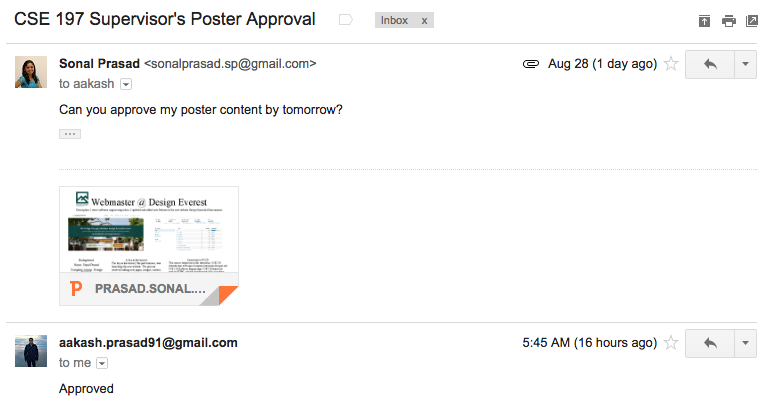 CSE 197 Supervisor's Poster Approval
Inbox x
Sonal Prasad <sonalprasad.sp@gmail.com>
Aug 28 (1 day ago)
to aakash
Can you approve my poster content by tomorrow?
...
Webmaster @ Design Everest
P PRASAD.SONAL....
aakash.prasad91@gmail.com
5:45 AM (16 hours ago)
to me
Approved